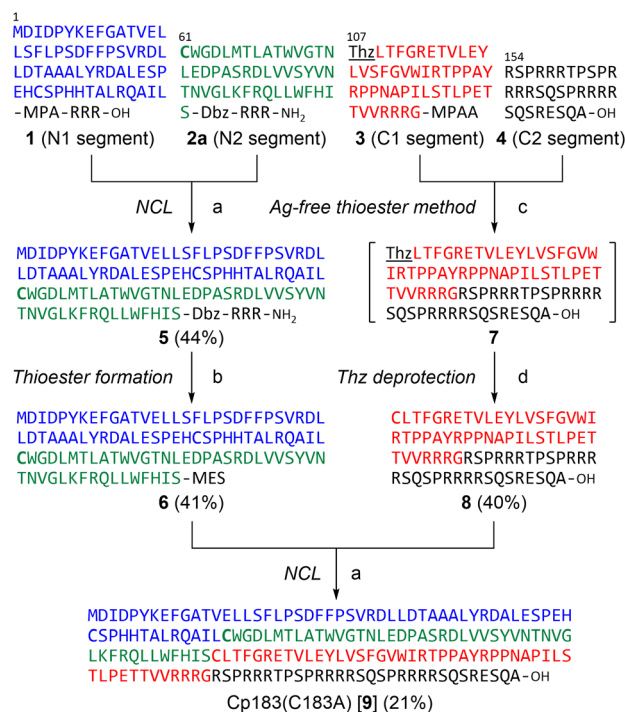 1
MDIDPYKEFGATVEL
LSFLPSDFFPSVRDL
LDTAAALYRDALESP
EHCSPHHTALRQAIL
-MPA-RRR-OH
1 (N1 segment)
61
CWGDLMTLATWVGTN
LEDPASRDLVVSYVN
TNVGLKFRQLLWFHI
S-Dbz-RRR-NH2
2a (N2 segment)
107
ThzLTFGRETVLEY
LVSFGVWIRTPPAY
RPPNAPILSTLPET
TVVRRRG-MPAA
3 (C1 segment)
154
RSPRRRTPSPR
RRRSQSPRRRR
SQSRESQA-OH
4 (C2 segment)
NCL a
Ag-free thioester method c
MDIDPYKEFGATVELLSFLPSDFFPSVRDL
LDTAAALYRDALESPEHCSPHHTALRQAIL
CWGDLMTLATWVGTNLEDPASRDLVVSYVN
TNVGLKFRQLLWFHIS-Dbz-RRR-NH2
5 (44%)
ThzLTFGRETVLEYLVSFGVW
IRTPPAYRPPNAPILSTLPET
TVVRRRGRSPRRRTPSPRRRR
SQSPRRRRSQSRESQA-OH
7
Thioester formation b
Thz deprotection d
MDIDPYKEFGATVELLSFLPSDFFPSVRDL
LDTAAALYRDALESPEHCSPHHTALRQAIL
CWGDLMTLATWVGTNLEDPASRDLVVSYVN
TNVGLKFRQLLWFHIS-MES
6 (41%)
CLTFGRETVLEYLVSFGVWI
RTPPAYRPPNAPILSTLPET
TVVRRRGRSPRRRTPSPRRR
RSQSPRRRRSQSRESQA-OH
8 (40%)
NCL a
MDIDPYKEFGATVELLSFLPSDFFPSVRDLLDTAAALYRDALESPEH
CSPHHTALRQAILCWGDLMTLATWVGTNLEDPASRDLVVSYVNTNVG
LKFRQLLWFHISCLTFGRETVLEYLVSFGVWIRTPPAYRPPNAPILS
TLPETTVVRRRGRSPRRRTPSPRRRRSQSPRRRRSQSRESQA-OH
Cp183(C183A) [9] (21%)